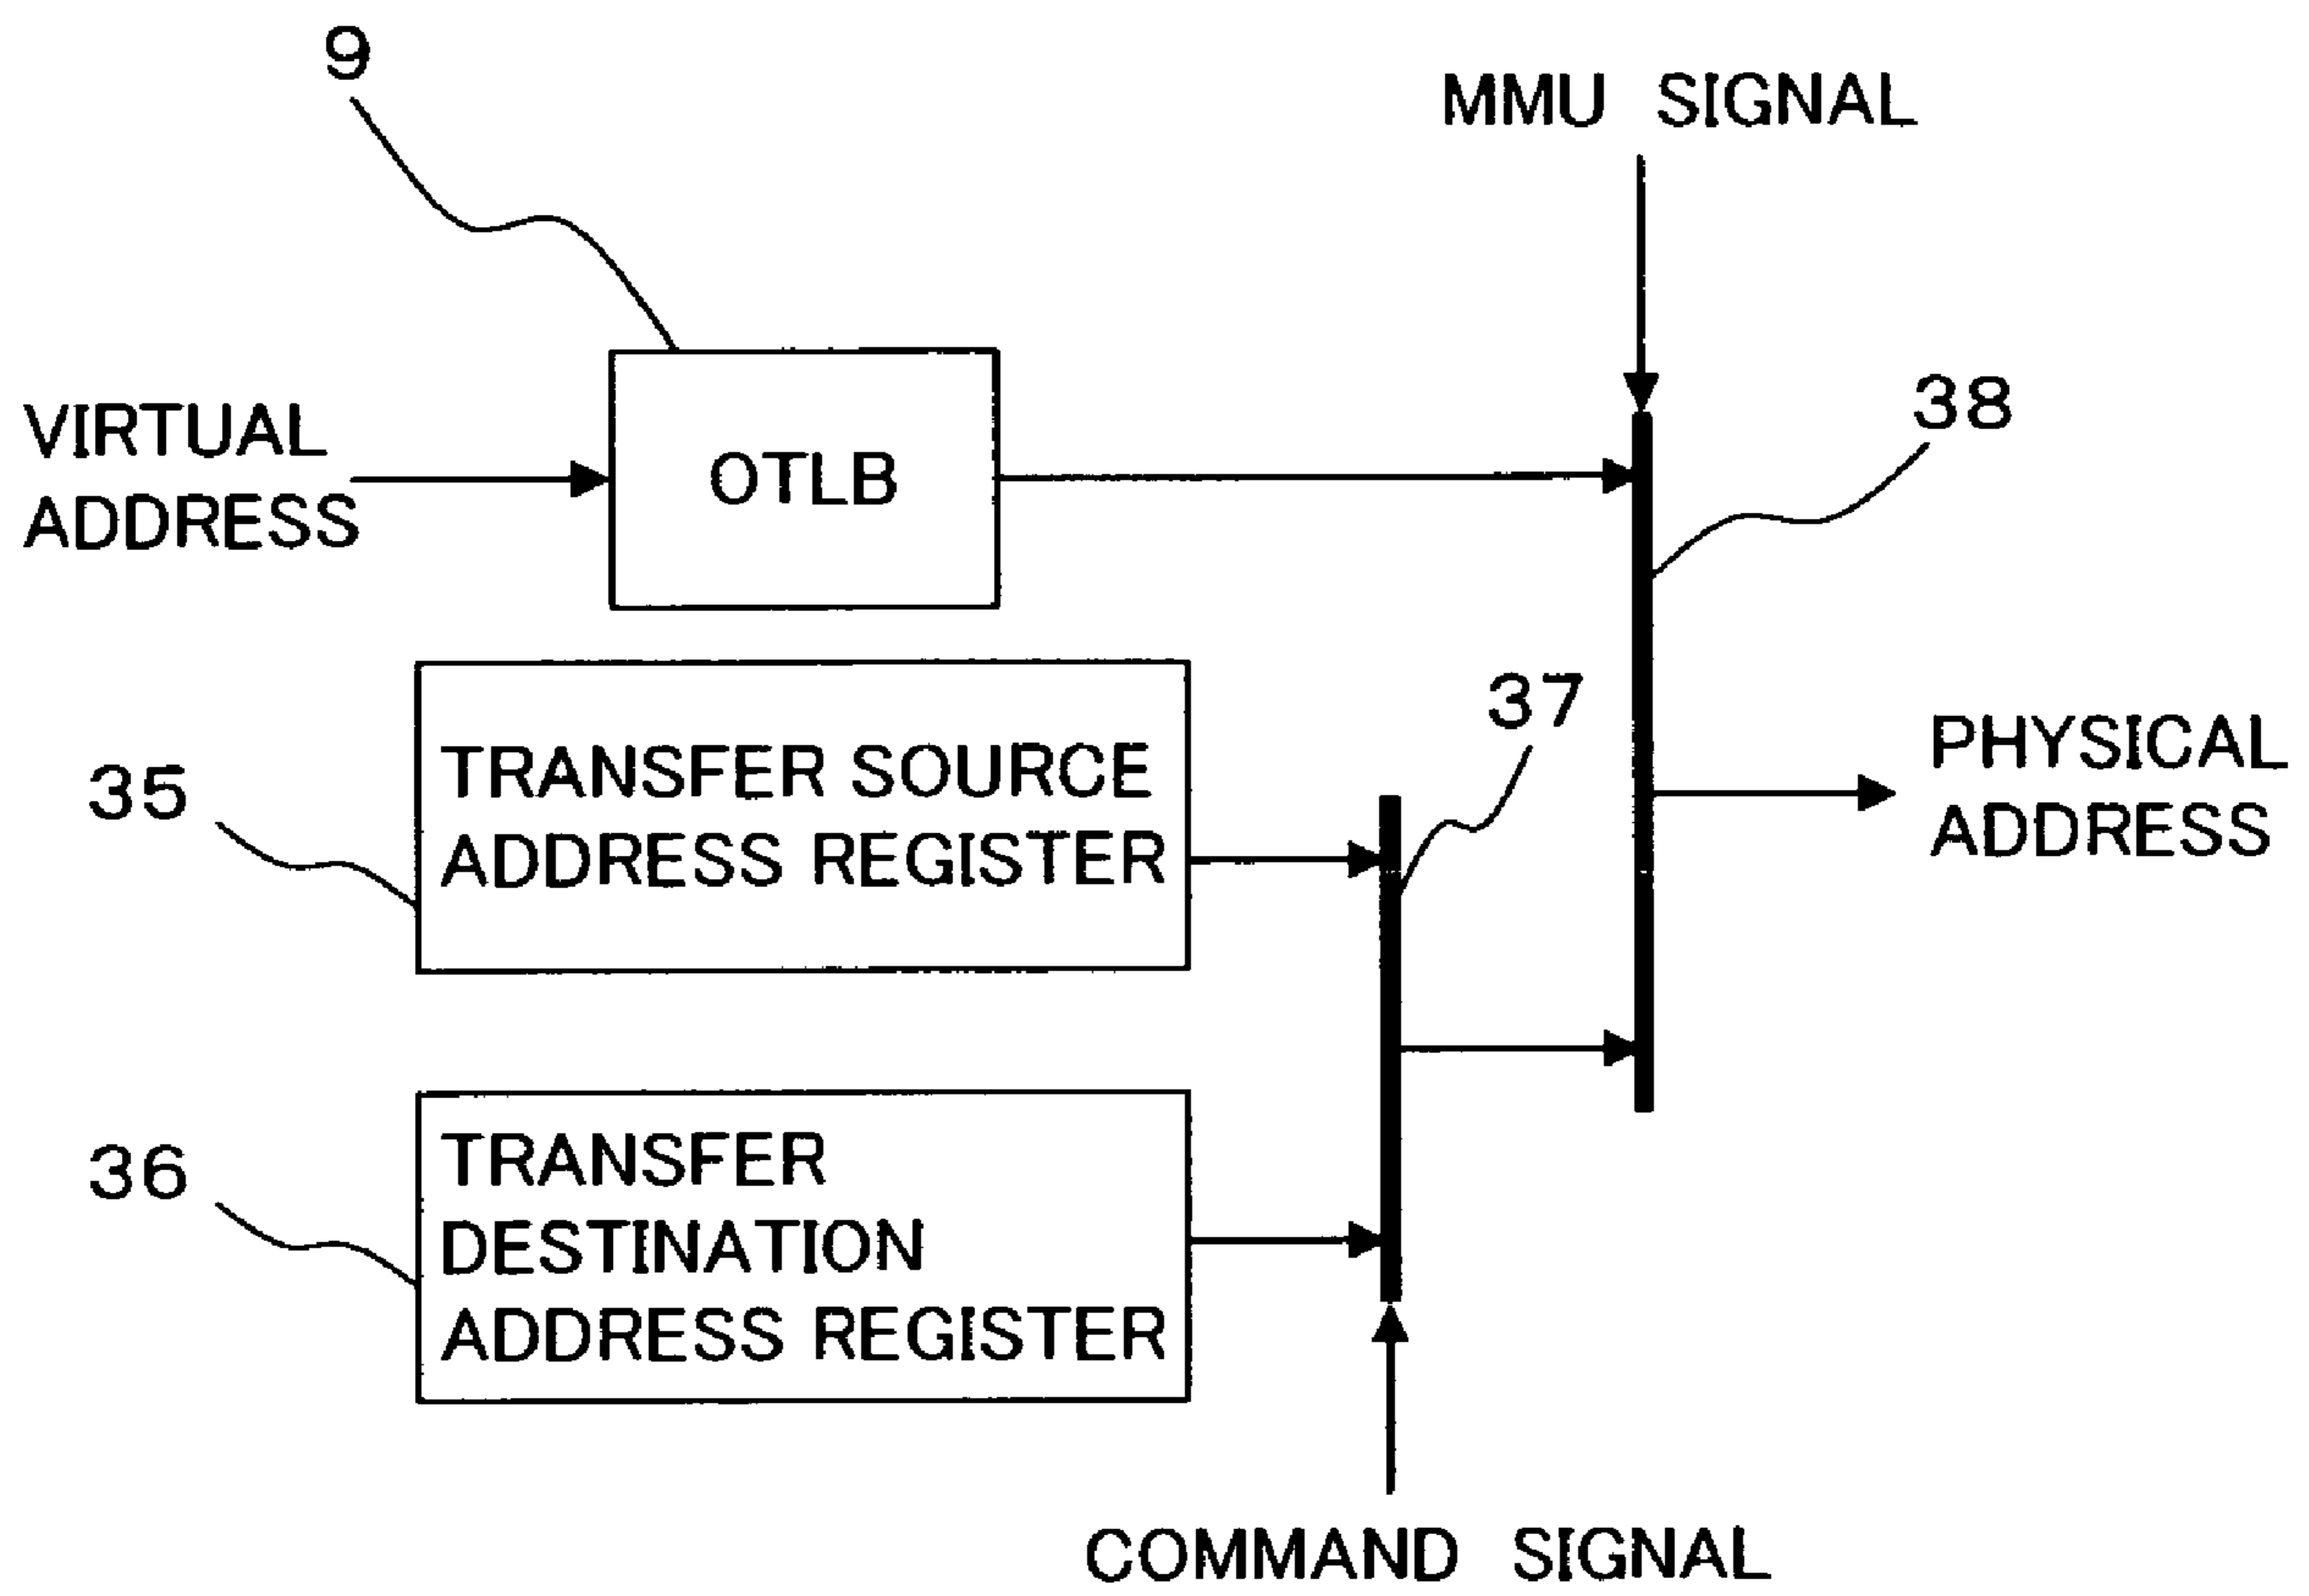 9
MMU SIGNAL
38
VIRTUAL
ADDRESS
OTLB
37
PHYSICAL
ADDRESS
35
TRANSFER SOURCE
ADDRESS REGISTER
36
TRANSFER
DESTINATION
ADDRESS REGISTER
COMMAND SIGNAL